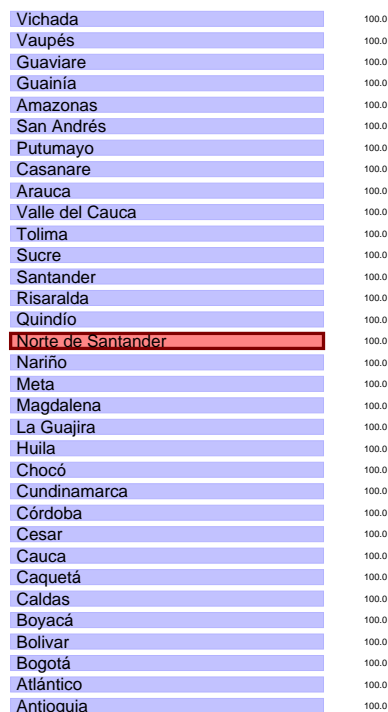 Vichada 100.0
Vaupés 100.0
Guaviare 100.0
Guainía 100.0
Amazonas 100.0
San Andrés 100.0
Putumayo 100.0
Casanare 100.0
Arauca 100.0
Valle del Cauca 100.0
Tolima 100.0
Sucre 100.0
Santander 100.0
Risaralda 100.0
Quindío 100.0
Norte de Santander 100.0
Nariño 100.0
Meta 100.0
Magdalena 100.0
La Guajira 100.0
Huila 100.0
Chocó 100.0
Cundinamarca 100.0
Córdoba 100.0
Cesar 100.0
Cauca 100.0
Caquetá 100.0
Caldas 100.0
Boyacá 100.0
Bolivar 100.0
Bogotá 100.0
Atlántico 100.0
Antioquia 100.0